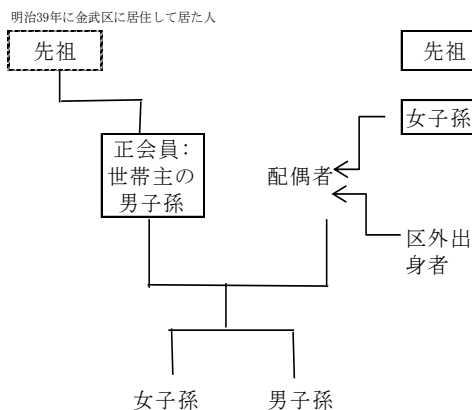 明治39年に金武区に居住して居た人
先祖
先祖
女子孫
正会員：
世帯主の
男子孫
配偶者
区外出
身者
女子孫
男子孫